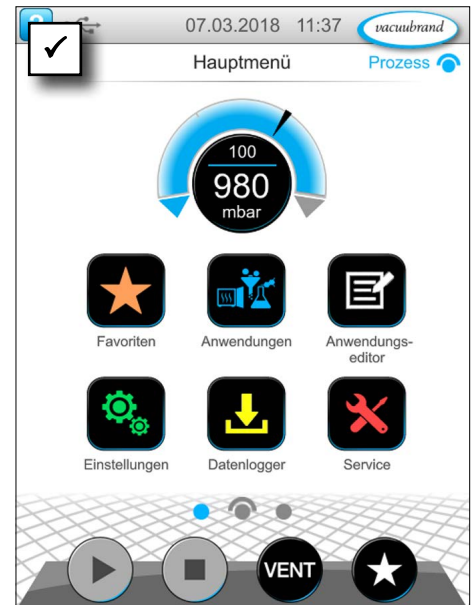 07.03.2018 11:37 vacuubrand
Hauptmenü Prozess
100
980
mbar
Favoriten Anwendungen Anwendungs-
editor
Einstellungen Datenlogger Service
VENT